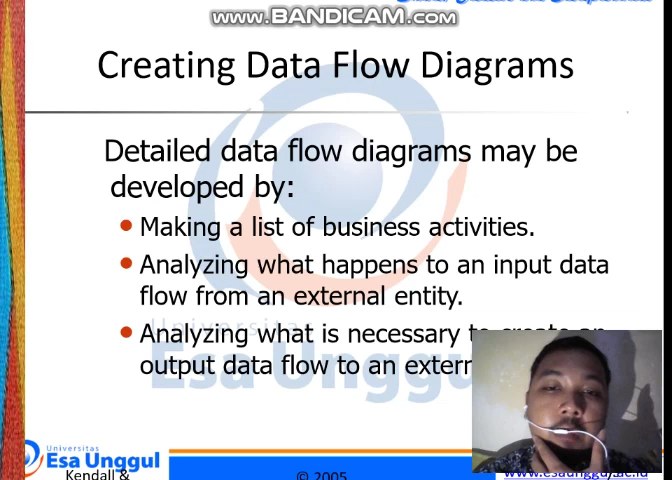 www.BANDICAM.com
Creating Data Flow Diagrams
Detailed data flow diagrams may be
developed by:
Making a list of business activities.
Analyzing what happens to an input data
flow from an external entity.
Analyzing what is necessary to create an
output data flow to an extern
Universitas
Esa Unggul
Universitas
Esa Unggul
Kendall &
© 2005
www.esaunggul.ac.id